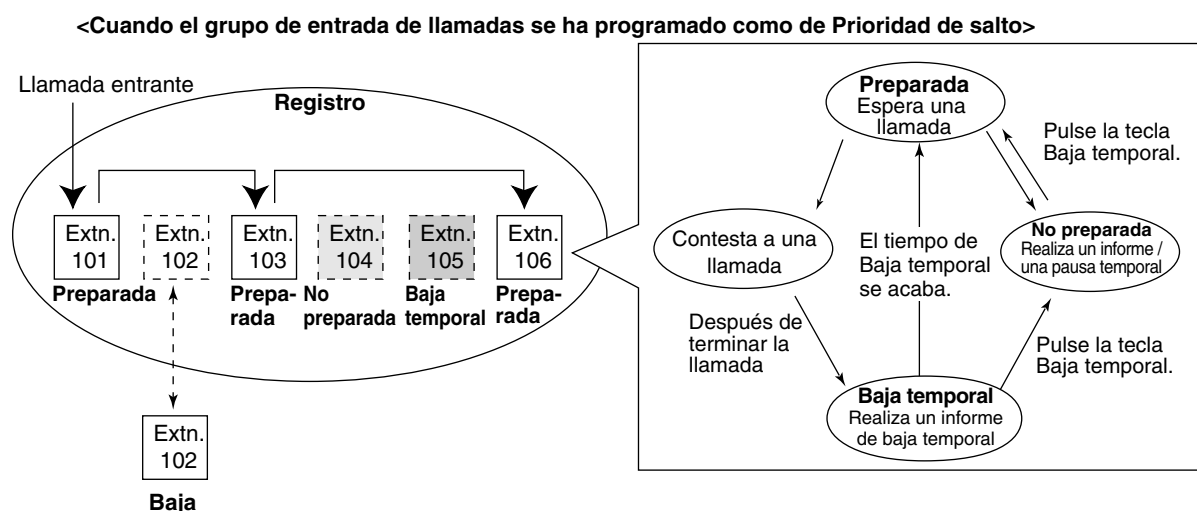 <Cuando el grupo de entrada de llamadas se ha programado como de Prioridad de salto>
Llamada entrante
Registro
Extn.
101
Extn.
102
Extn.
103
Extn.
104
Extn.
105
Extn.
106
Preparada
Prepa-
rada
No
preparada
Baja
temporal
Prepa-
rada
Extn.
102
Baja
Preparada
Espera una
llamada
Pulse la tecla
Baja temporal.
Contesta a una
llamada
El tiempo de
Baja temporal
se acaba.
No preparada
Realiza un informe /
una pausa temporal
Después de
terminar la
llamada
Pulse la tecla
Baja temporal.
Baja temporal
Realiza un informe
de baja temporal